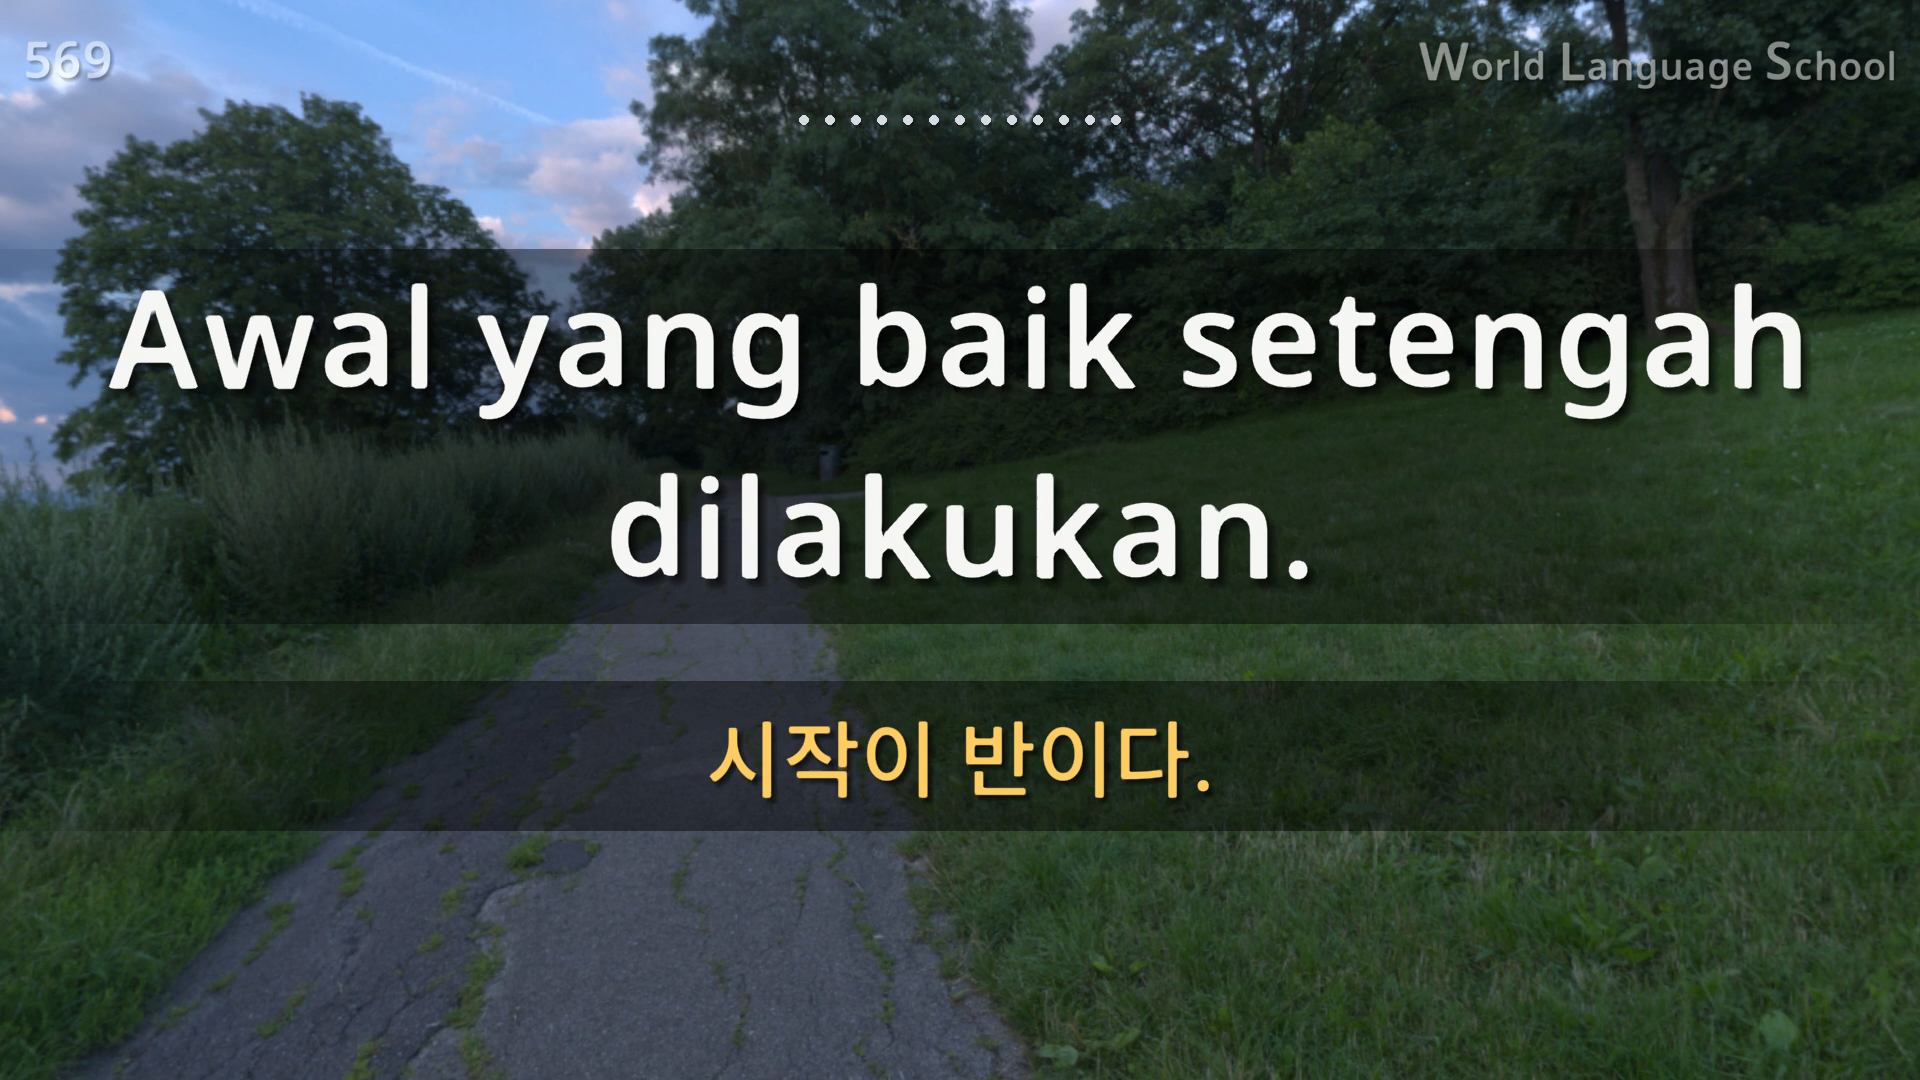 569
World Language School
Awal yang baik setengah
dilakukan.
시작이 반이다.